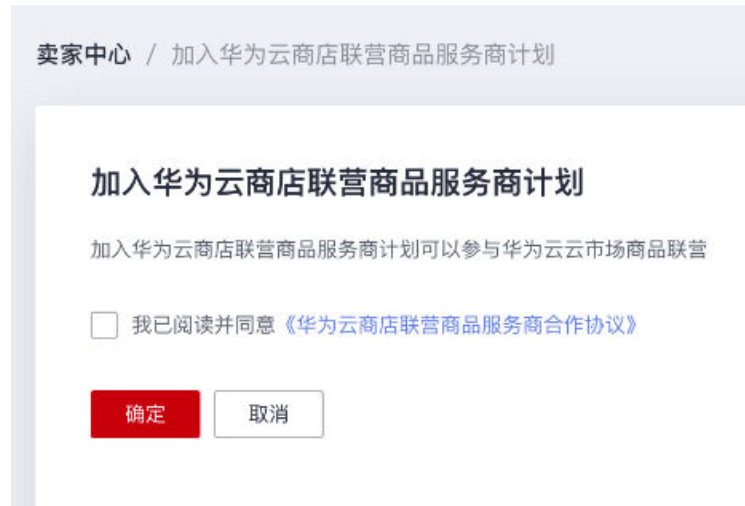 卖家中心 / 加入华为云商店联营商品服务商计划
加入华为云商店联营商品服务商计划
加入华为云商店联营商品服务商计划可以参与华为云云市场商品联营
我已阅读并同意《华为云商店联营商品服务商合作协议》
确定 取消